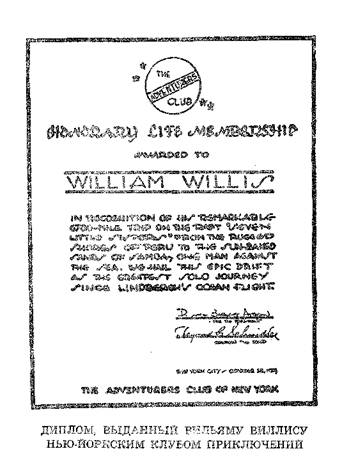 THE
ADVENTURERS
CLUB
HONORARY LIFE MEMBERSHIP
AWARDED TO
WILLIAM WILLIS
IN RECOGNITION OF HIS REMARKABLE
6700-MILE TRIP ON THE RAFT "SEVEN
LITTLE SISTERS" FROM THE RUGGED
SHORES OF PERU TO THE SUN-BAKED
SANDS OF SAMOA; ONE MAN AGAINST
THE SEA. WE HAIL THIS EPIC DRIFT
AS THE GREATEST SOLO JOURNEY
SINCE LINDBERGH'S OCEAN FLIGHT.
NEW YORK CITY OCTOBER
THE ADVENTURERS CLUB OF NEW YORK
ДИПЛОМ, ВЫДАННЫЙ ВИЛЬЯМУ ВИЛЛИСУ
НЬЮ-ЙОРКСКИМ КЛУБОМ ПРИКЛЮЧЕНИЙ